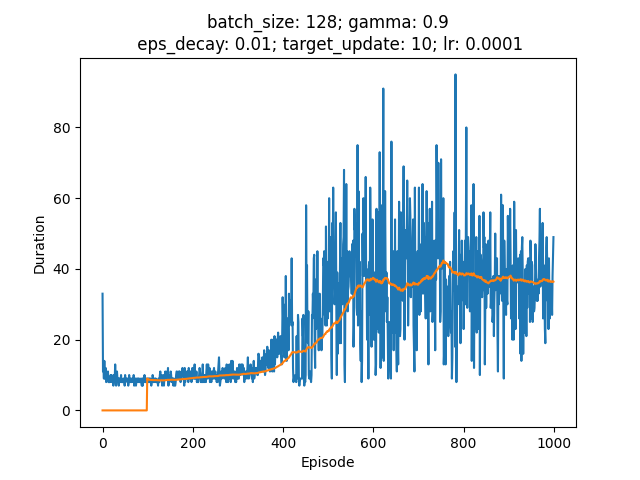 batch_size: 128; gamma: 0.9
eps_decay: 0.01; target_update: 10; lr: 0.0001
80
60
40
20
0
Duration
0 200 400 600 800 1000
Episode